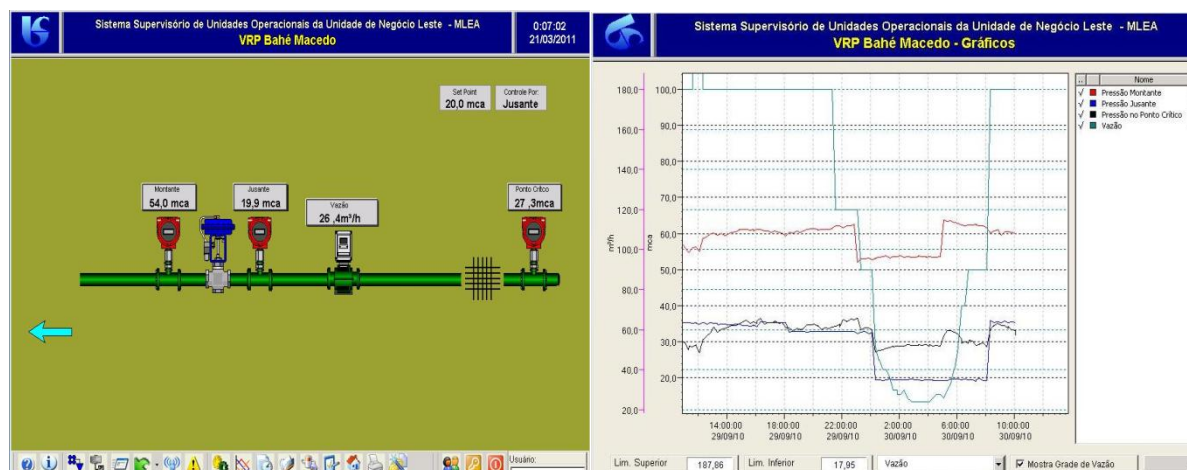 Sistema Supervisório de Unidades Operacionais da Unidade de Negócio Leste - MLEA
VRP Bahé Macedo
0:07:02
21/03/2011
Set Point
20,0 mca
Controle Por:
Jusante
Montante
54,0 mca
Jusante
19,9 mca
Vazão
26 ,4m³/h
Ponto Crítco
27 ,3mca
Usuário:
Sistema Supervisório de Unidades Operacionais da Unidade de Negócio Leste - MLEA
VRP Bahé Macedo - Gráficos
180,0
160,0
140,0
120,0
100,0
80,0
60,0
40,0
20,0
m³/h
100,0
90,0
80,0
70,0
60,0
50,0
40,0
30,0
20,0
mca
14:00:00
29/09/10
18:00:00
29/09/10
22:00:00
29/09/10
2:00:00
30/09/10
6:00:00
30/09/10
10:00:00
30/09/10
Nome
Pressão Montante
Pressão Jusante
Pressão no Ponto Crítico
Vazão
Lim. Superior 187,86 Lim. Inferior 17,95 Vazão Mostra Grade de Vazão